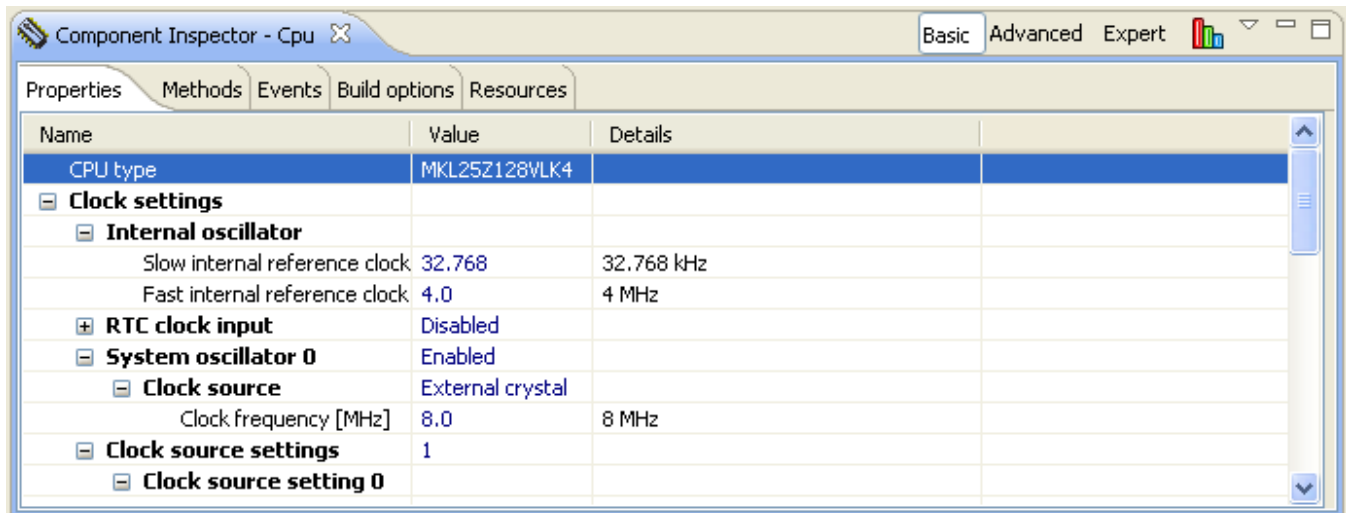 Component Inspector - Cpu Basic Advanced Expert
Properties Methods Events Build options Resources
Name Value Details
CPU type MKL25Z128VLK4
Clock settings
Internal oscillator
Slow internal reference clock 32.768 32.768 kHz
Fast internal reference clock 4.0 4 MHz
RTC clock input Disabled
System oscillator 0 Enabled
Clock source External crystal
Clock frequency [MHz] 8.0 8 MHz
Clock source settings 1
Clock source setting 0